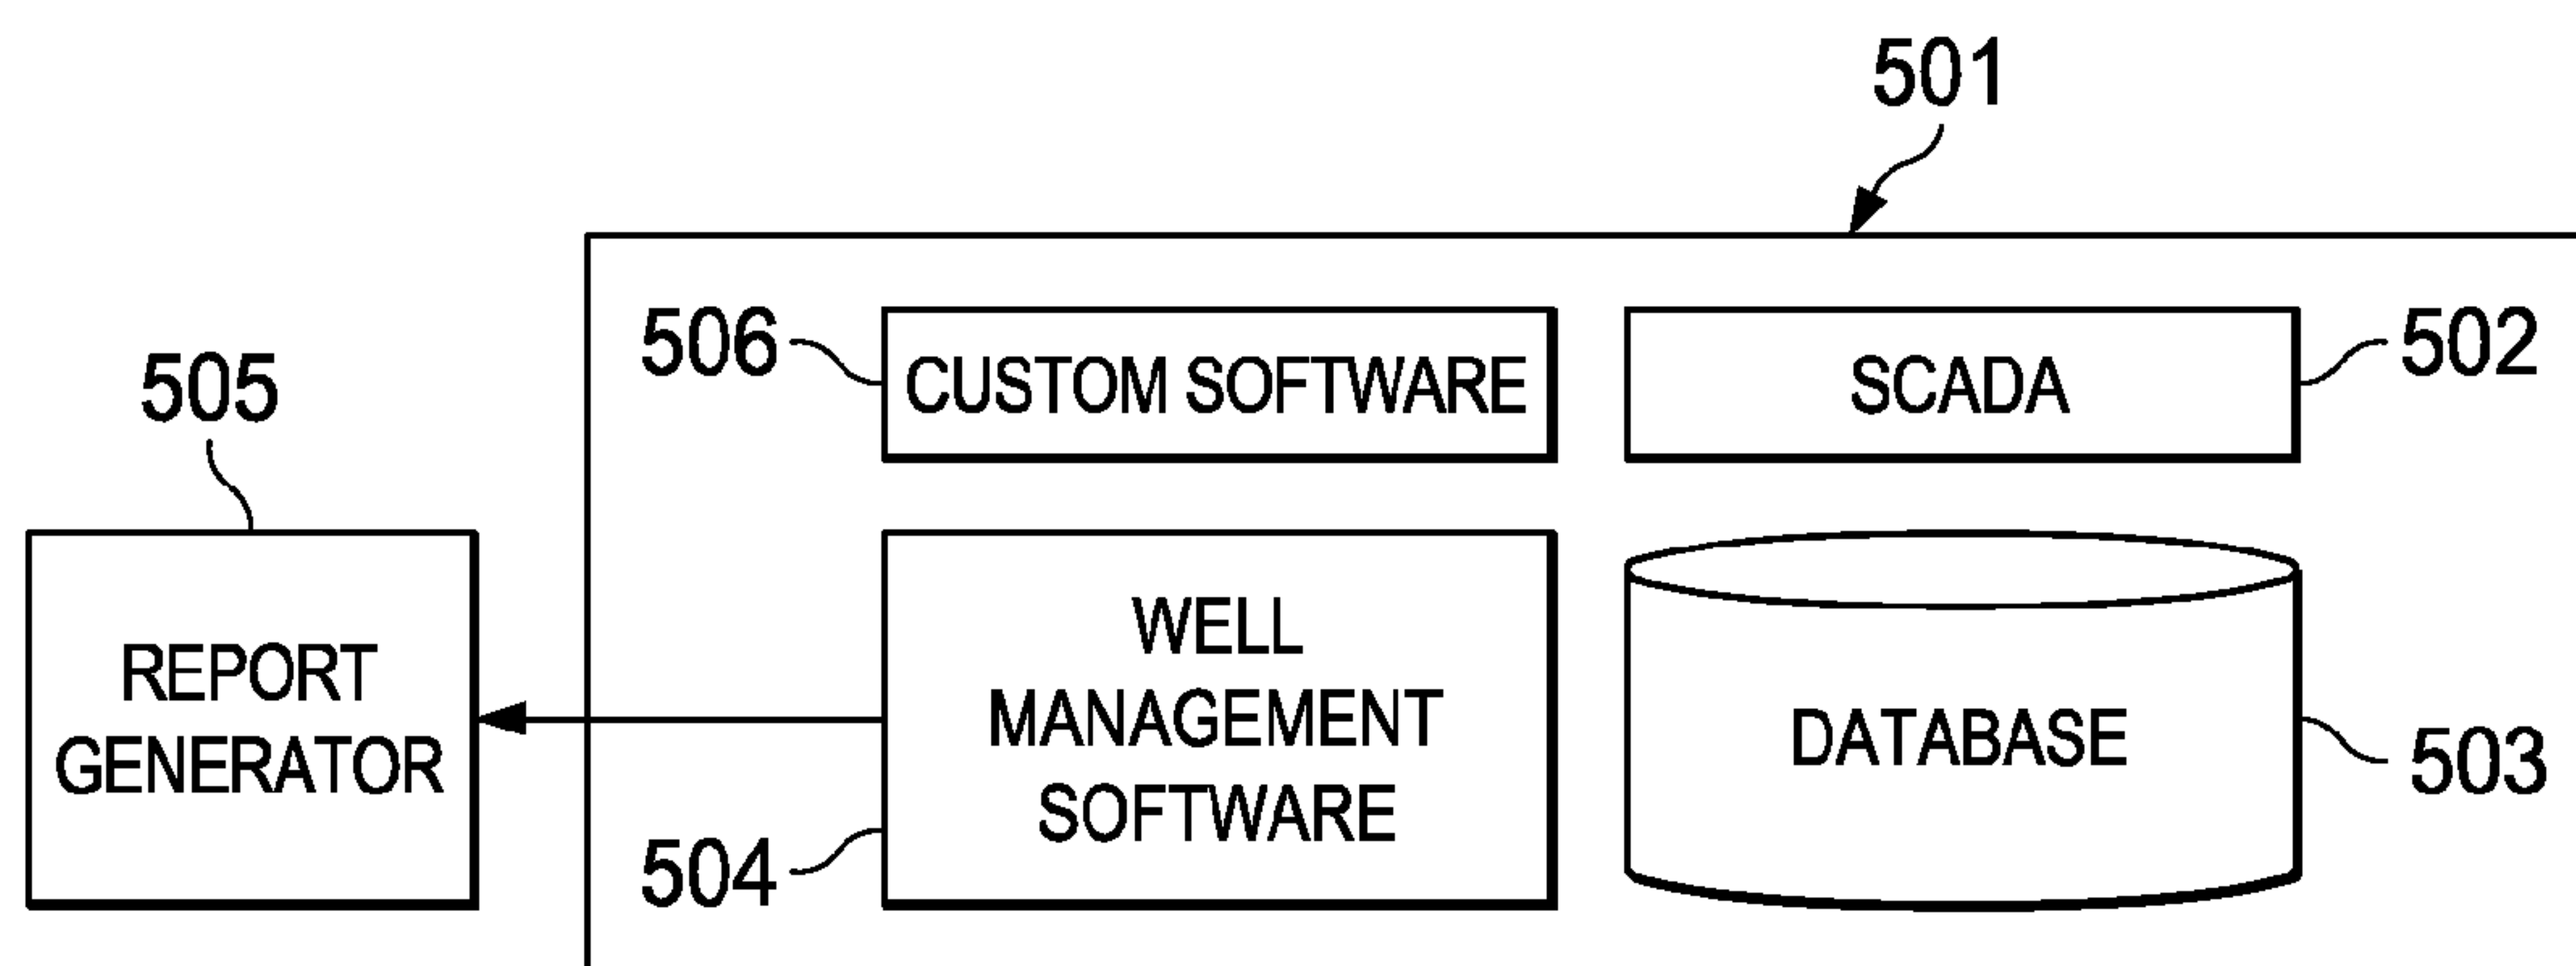 501
506
CUSTOM SOFTWARE
SCADA
502
505
REPORT
GENERATOR
WELL
MANAGEMENT
SOFTWARE
504
DATABASE
503